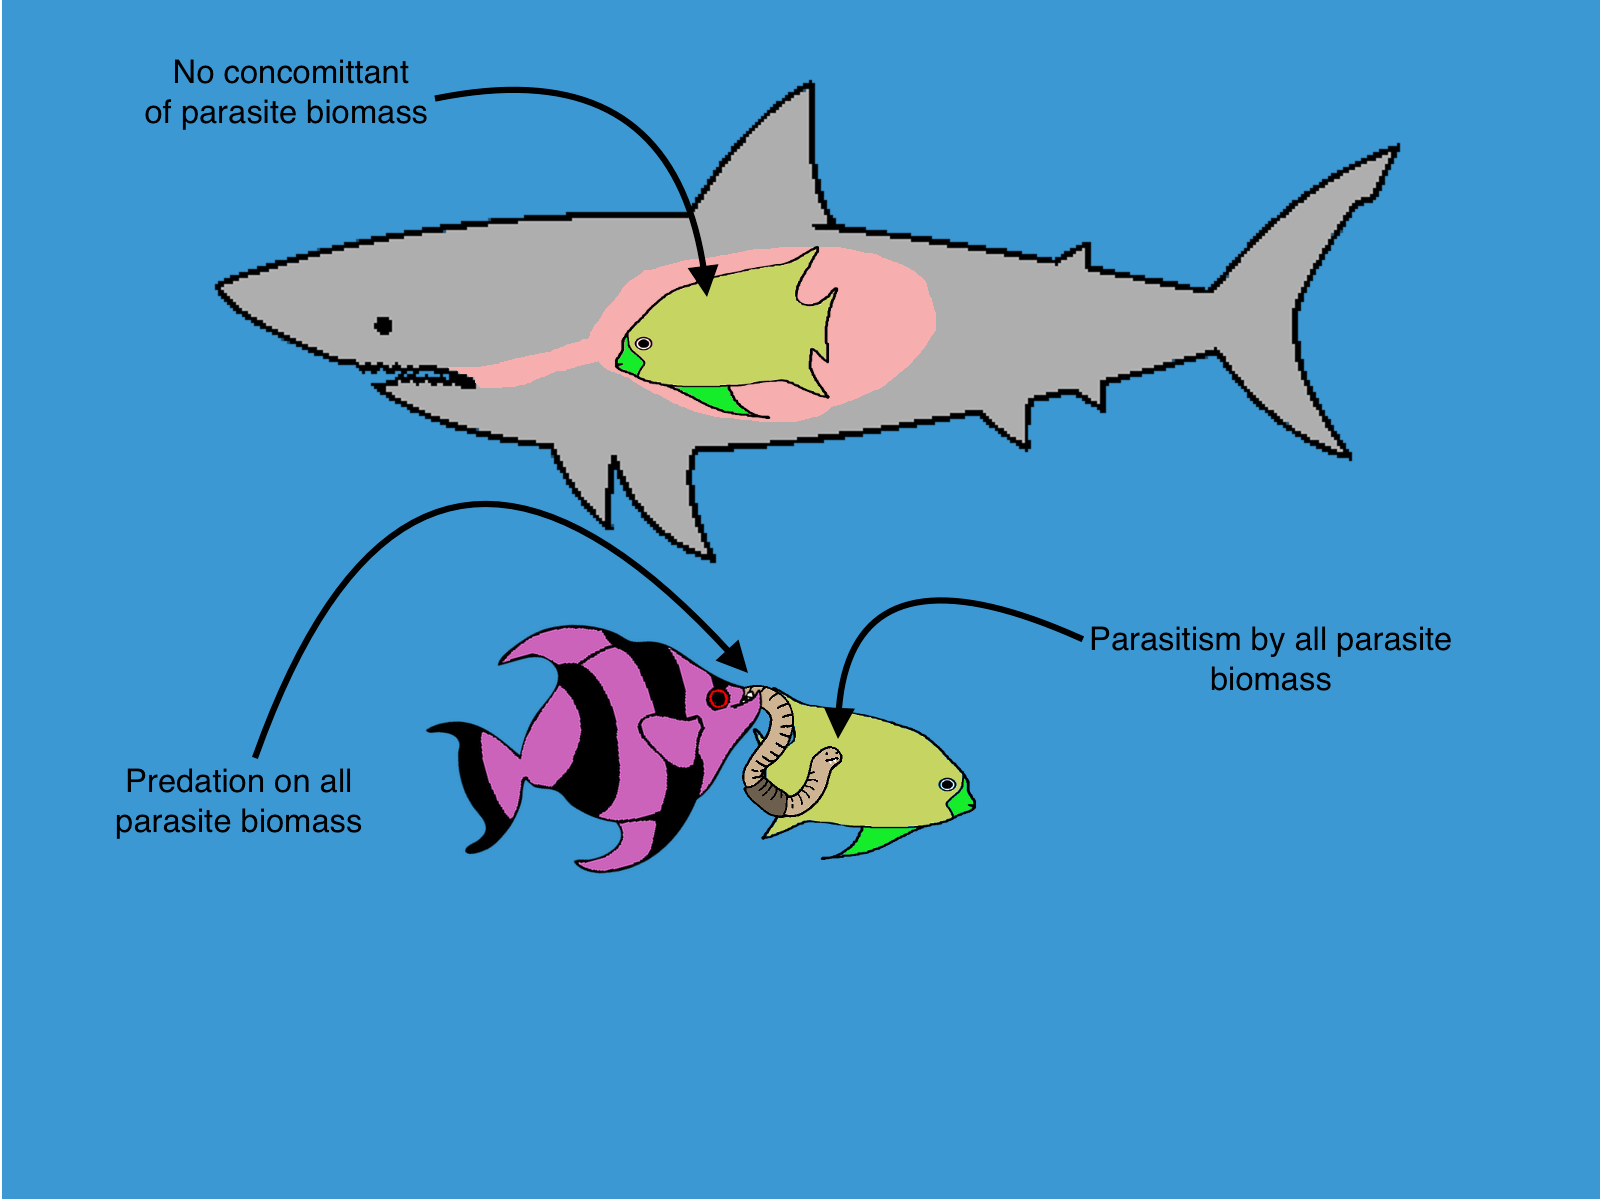 No concomittant
of parasite biomass
Parasitism by all parasite
biomass
Predation on all
parasite biomass